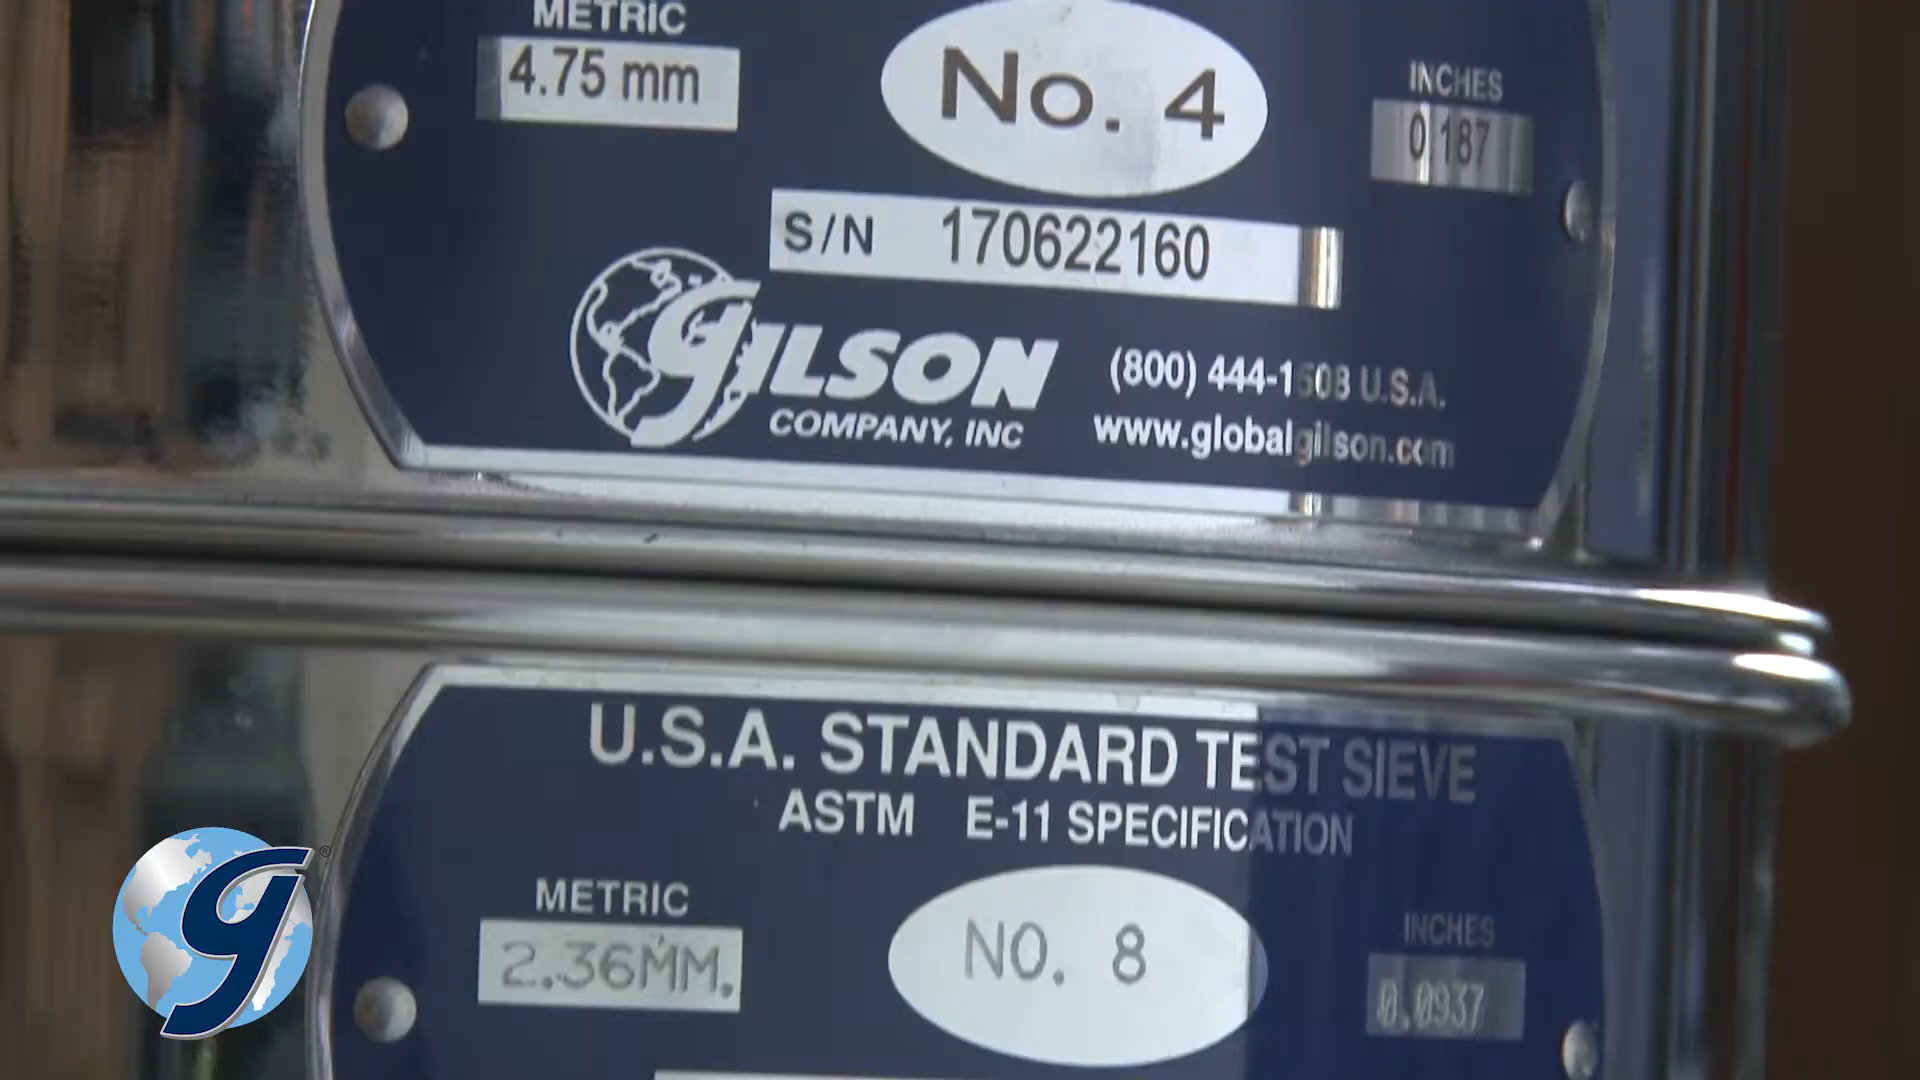 METRIC
4.75 mm
No. 4
INCHES
0.187
S/N 170622160
GILSON
COMPANY, INC
(800) 444-1508 U.S.A.
www.globalgilson.com
U.S.A. STANDARD TEST SIEVE
ASTM E-11 SPECIFICATION
METRIC
2.36MM.
NO. 8
INCHES
0.0937
g
®